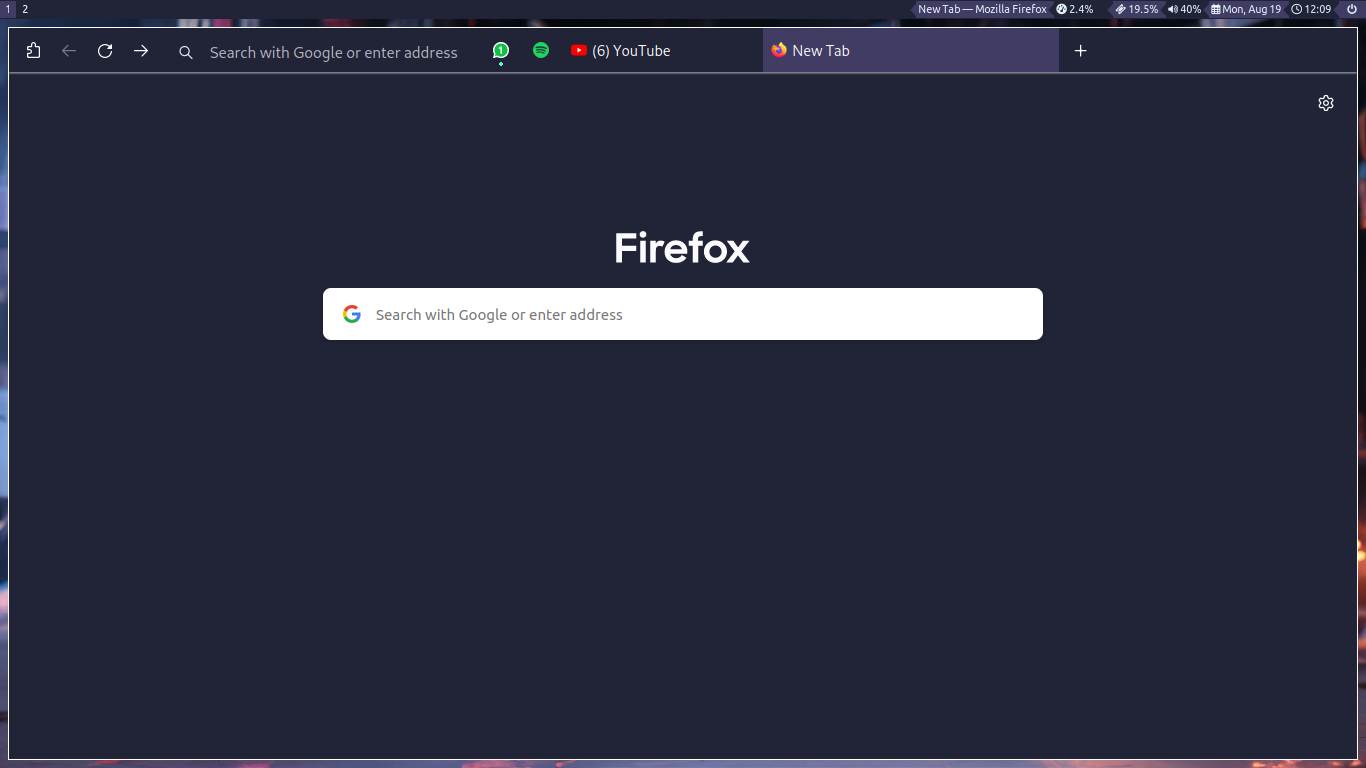 1 2 New Tab — Mozilla Firefox 2.4% 19.5% 40% Mon, Aug 19 12:09
Search with Google or enter address 1 (6) YouTube New Tab
Firefox
Search with Google or enter address